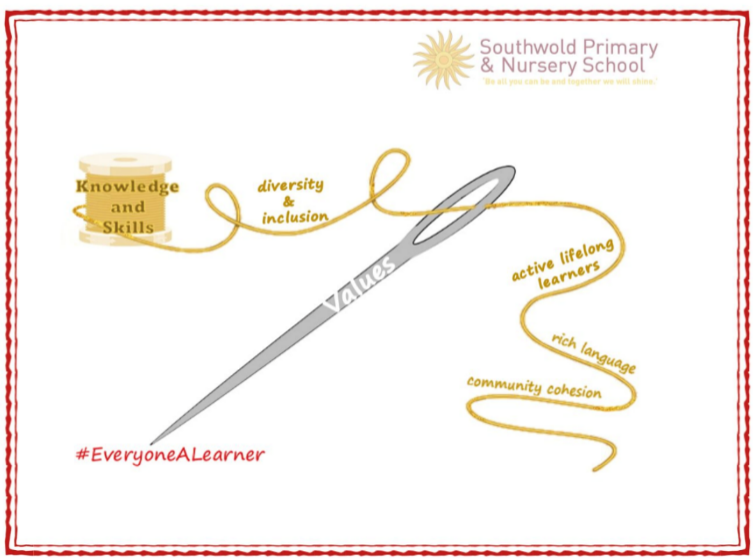 Southwold Primary
& Nursery School
'Be all you can be and together we will shine.'
Knowledge
and
Skills
diversity
&
inclusion
Values
active lifelong
learners
rich language
community cohesion
#EveryoneALearner